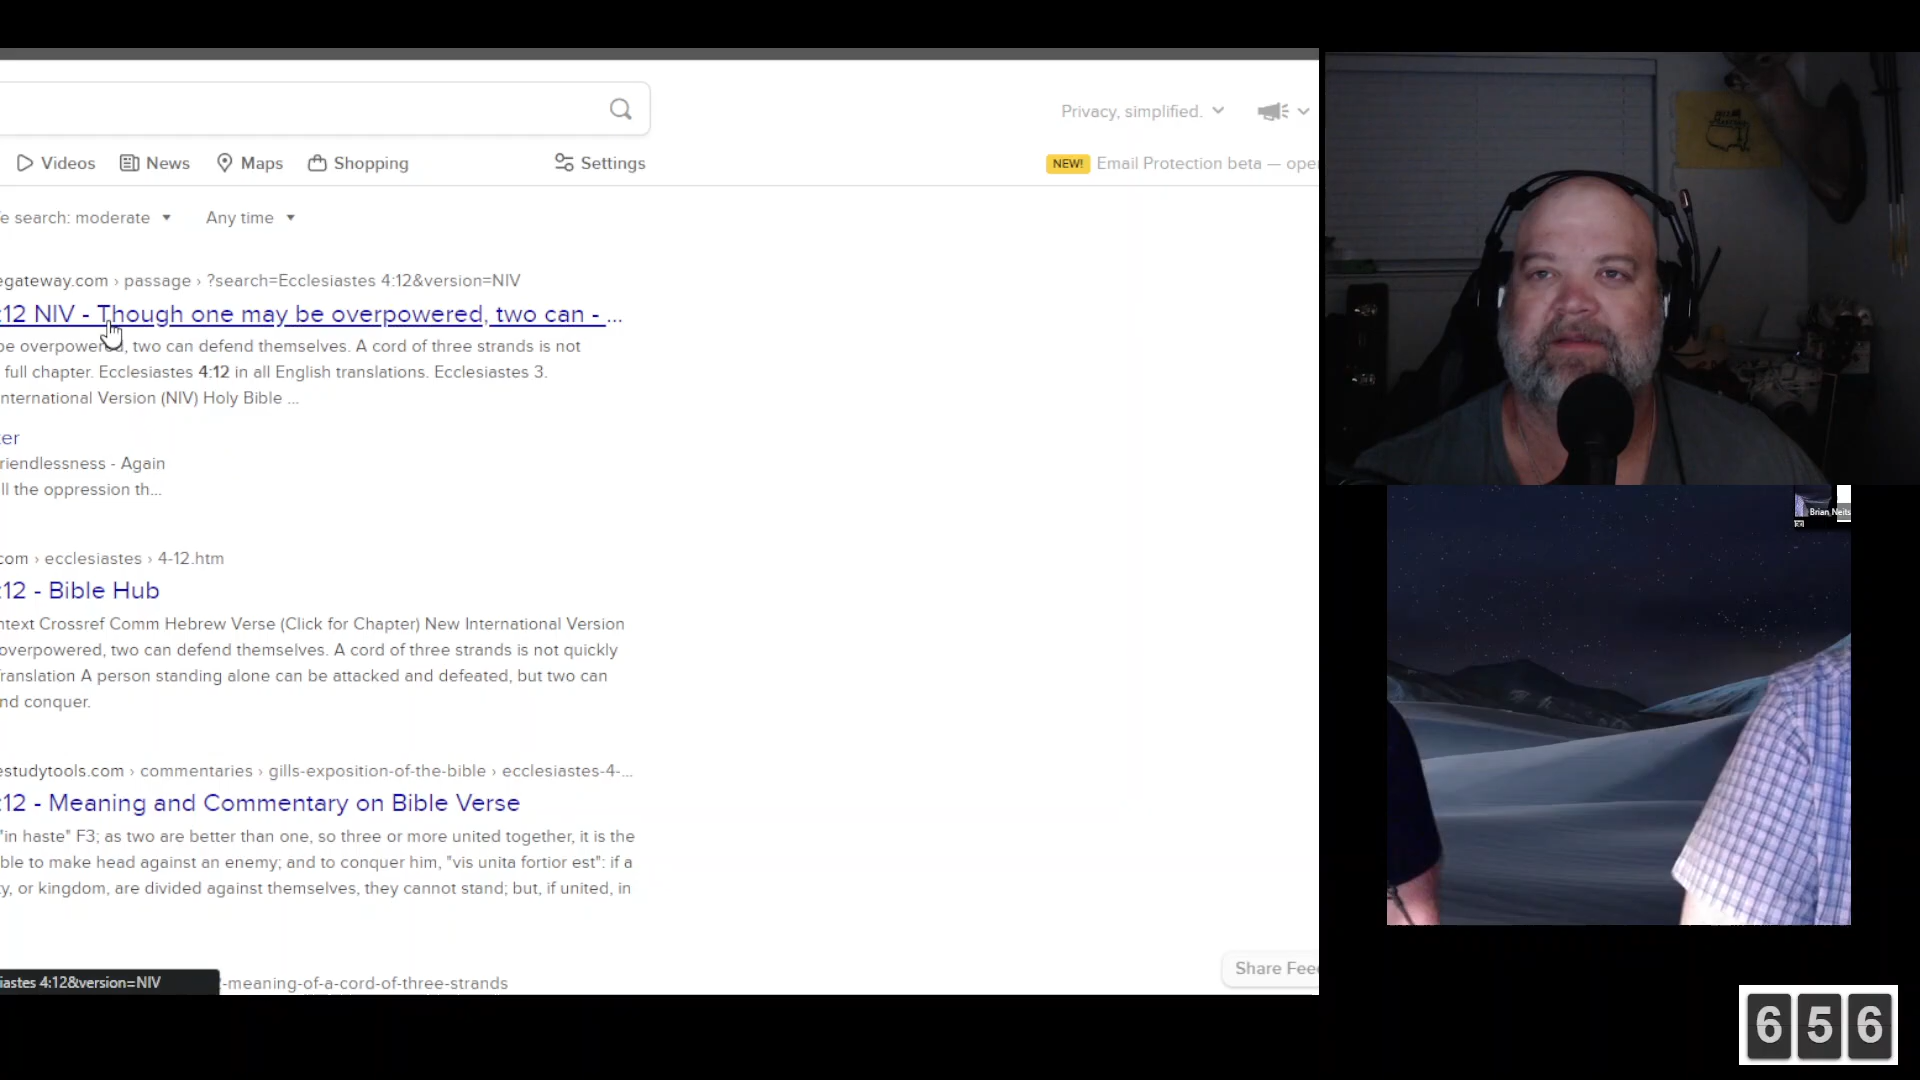 Privacy, simplified.
Videos News Maps Shopping Settings
NEW! Email Protection beta — oper
e search: moderate Any time
egateway.com › passage › ?search=Ecclesiastes 4:12&version=NIV
:12 NIV - Though one may be overpowered, two can - ...
be overpowered, two can defend themselves. A cord of three strands is not
full chapter. Ecclesiastes 4:12 in all English translations. Ecclesiastes 3.
nternational Version (NIV) Holy Bible ...
ter
riendlessness - Again
ll the oppression th...
com › ecclesiastes › 4-12.htm
:12 - Bible Hub
ntext Crossref Comm Hebrew Verse (Click for Chapter) New International Version
overpowered, two can defend themselves. A cord of three strands is not quickly
ranslation A person standing alone can be attacked and defeated, but two can
nd conquer.
estudytools.com › commentaries › gills-exposition-of-the-bible › ecclesiastes-4-...
:12 - Meaning and Commentary on Bible Verse
"in haste" F3; as two are better than one, so three or more united together, it is the
ble to make head against an enemy; and to conquer him, "vis unita fortior est": if a
y, or kingdom, are divided against themselves, they cannot stand; but, if united, in
-meaning-of-a-cord-of-three-strands
iastes 4:12&version=NIV
Share Fee
Brian Neits
656